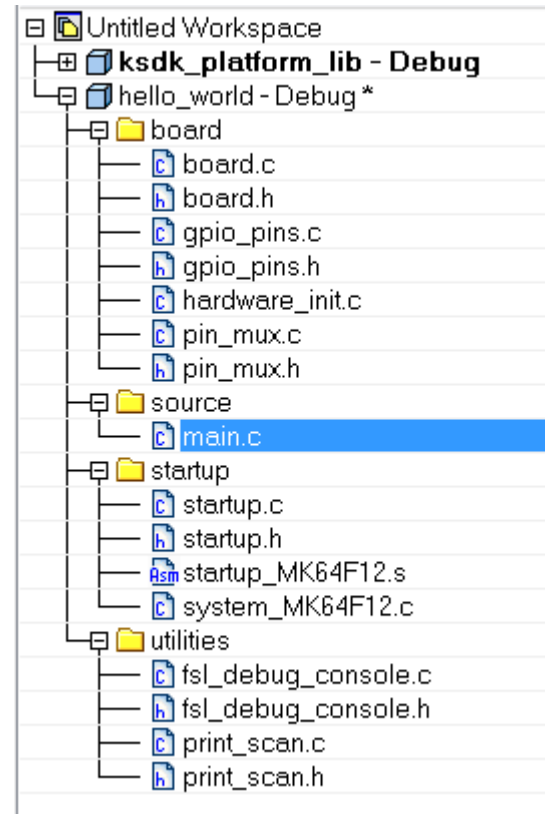 Untitled Workspace
ksdk_platform_lib - Debug
hello_world - Debug *
board
c board.c
h board.h
c gpio_pins.c
h gpio_pins.h
c hardware_init.c
c pin_mux.c
h pin_mux.h
source
c main.c
startup
c startup.c
h startup.h
Asm startup_MK64F12.s
c system_MK64F12.c
utilities
c fsl_debug_console.c
h fsl_debug_console.h
c print_scan.c
h print_scan.h